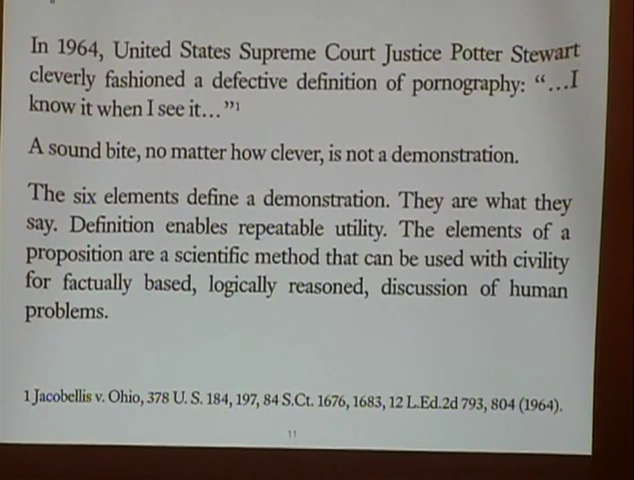 In 1964, United States Supreme Court Justice Potter Stewart
cleverly fashioned a defective definition of pornography: “…I
know it when I see it…”1
A sound bite, no matter how clever, is not a demonstration.
The six elements define a demonstration. They are what they
say. Definition enables repeatable utility. The elements of a
proposition are a scientific method that can be used with civility
for factually based, logically reasoned, discussion of human
problems.
1 Jacobellis v. Ohio, 378 U. S. 184, 197, 84 S.Ct. 1676, 1683, 12 L.Ed.2d 793, 804 (1964).
11